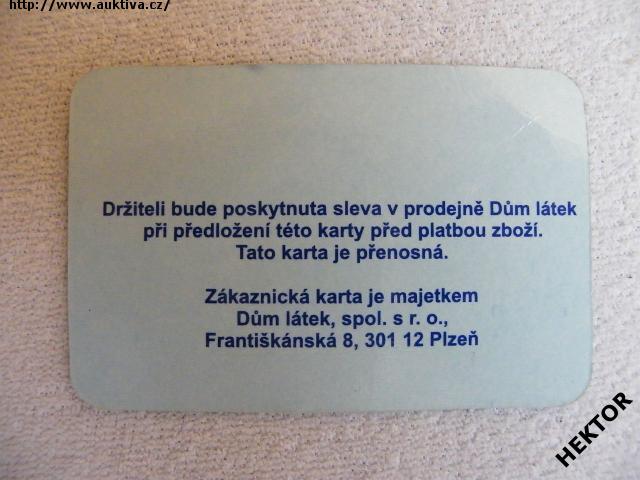 http://www.auktiva.cz/
Držiteli bude poskytnuta sleva v prodejně Dům látek
při předložení této karty před platbou zboží.
Tato karta je přenosná.
Zákaznická karta je majetkem
Dům látek, spol. s r. o.,
Františkánská 8, 301 12 Plzeň
HEKTOR